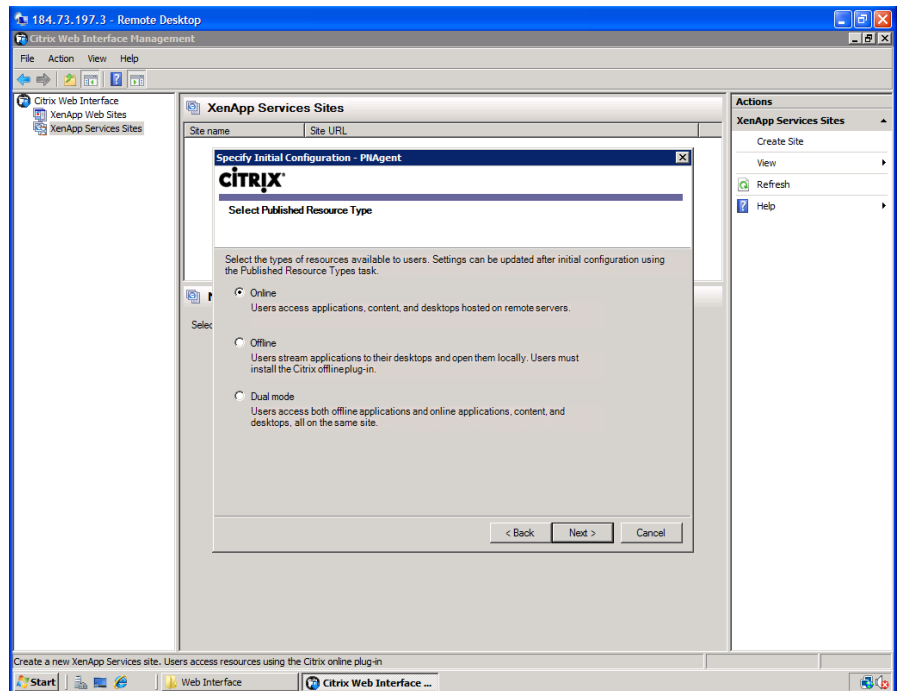 184.73.197.3 - Remote Desktop
Citrix Web Interface Management
File Action View Help
Citrix Web Interface
XenApp Web Sites
XenApp Services Sites
XenApp Services Sites
Site name Site URL
Specify Initial Configuration - PNAgent
CİTRIX
Select Published Resource Type
Select the types of resources available to users. Settings can be updated after initial configuration using
the Published Resource Types task.
Online
Users access applications, content, and desktops hosted on remote servers.
Offline
Users stream applications to their desktops and open them locally. Users must
install the Citrix offlineplug-in.
Dual mode
Users access both offline applications and online applications, content, and
desktops, all on the same site.
< Back Next > Cancel
Selec
Actions
XenApp Services Sites
Create Site
View
Refresh
Help
Create a new XenApp Services site. Users access resources using the Citrix online plug-in
Start Web Interface Citrix Web Interface ...